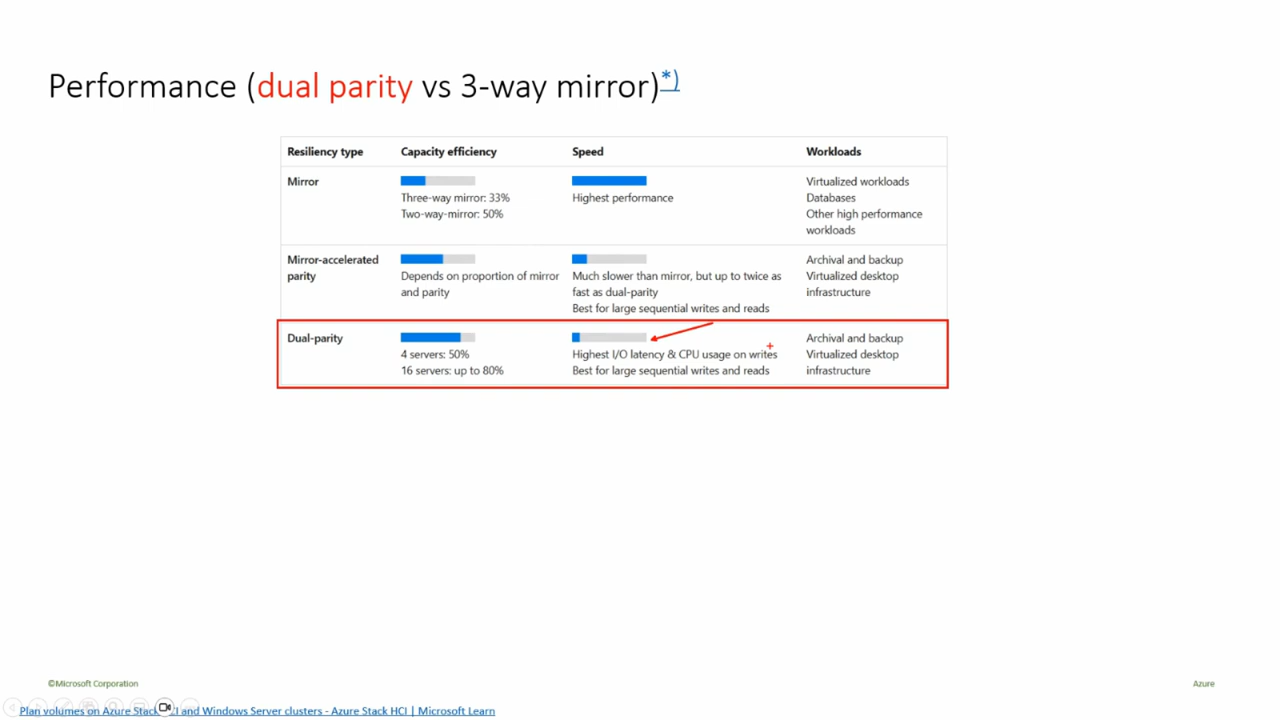 Performance (dual parity vs 3-way mirror)*)
Resiliency type Capacity efficiency Speed Workloads
Mirror
Three-way mirror: 33%
Two-way-mirror: 50%
Highest performance
Virtualized workloads
Databases
Other high performance
workloads
Mirror-accelerated
parity
Depends on proportion of mirror
and parity
Much slower than mirror, but up to twice as
fast as dual-parity
Best for large sequential writes and reads
Archival and backup
Virtualized desktop
infrastructure
Dual-parity
4 servers: 50%
16 servers: up to 80%
Highest I/O latency & CPU usage on writes
Best for large sequential writes and reads
Archival and backup
Virtualized desktop
infrastructure
©Microsoft Corporation
Azure
Plan volumes on Azure Stack HCI and Windows Server clusters - Azure Stack HCI | Microsoft Learn